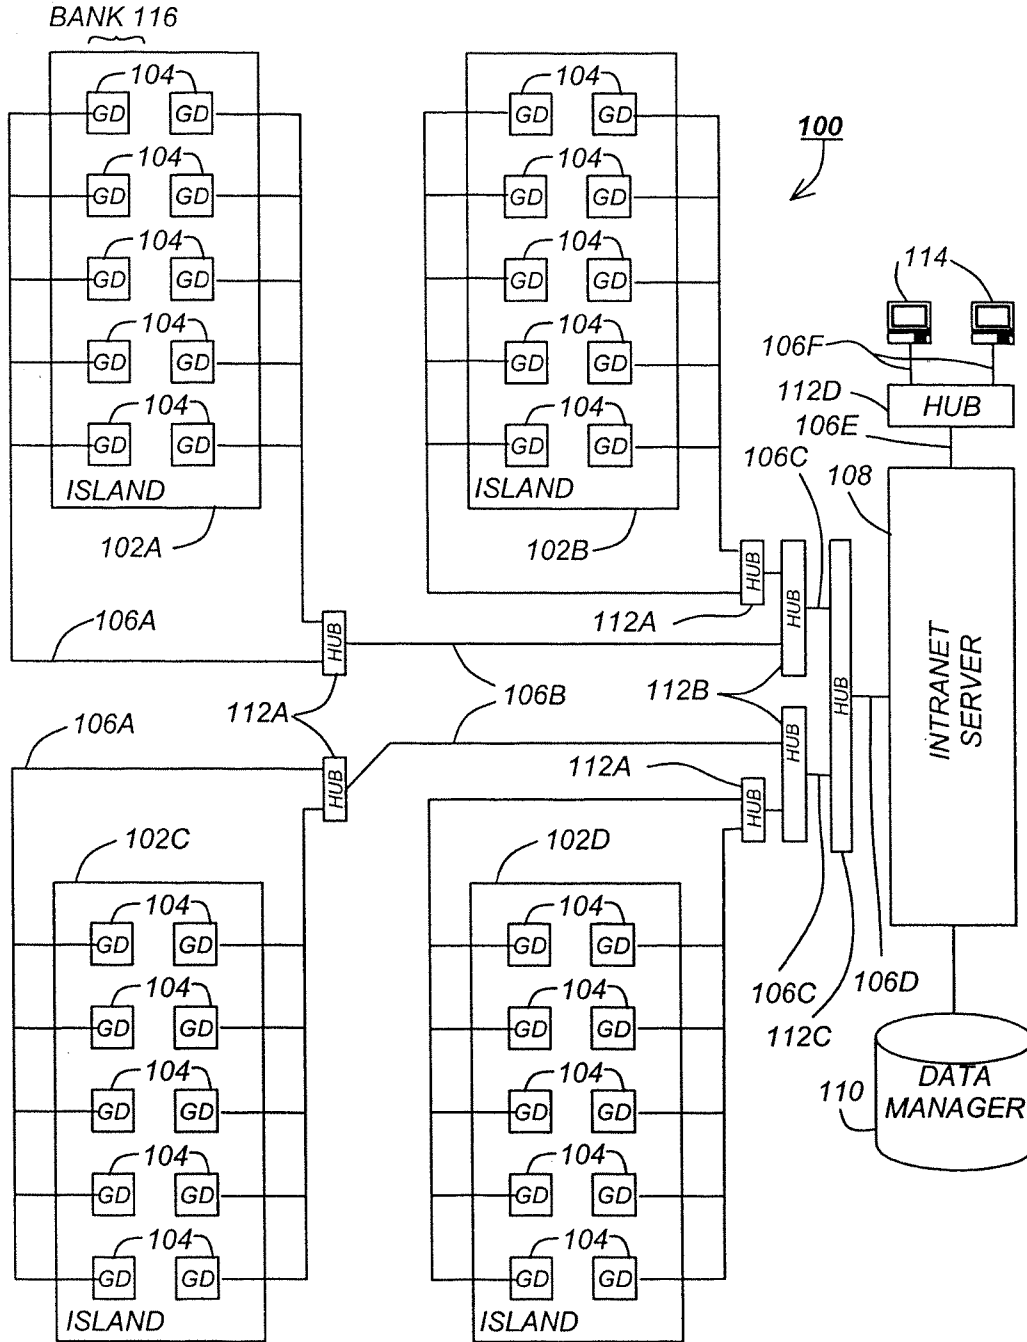 BANK 116
104
GD GD
104
GD GD
104
GD GD
104
GD GD
104
GD GD
ISLAND
102A
104
GD GD
104
GD GD
104
GD GD
104
GD GD
104
GD GD
ISLAND
102B
100
114
106F
112D
HUB
106E
106C
108
HUB
112A
HUB
HUB
INTRANET
SERVER
106A
HUB
106B
112B
112A
106A
HUB
HUB
112A
HUB
102C
104
GD GD
104
GD GD
104
GD GD
104
GD GD
104
GD GD
ISLAND
102D
104
GD GD
104
GD GD
104
GD GD
104
GD GD
104
GD GD
ISLAND
106C
106D
112C
110
DATA
MANAGER